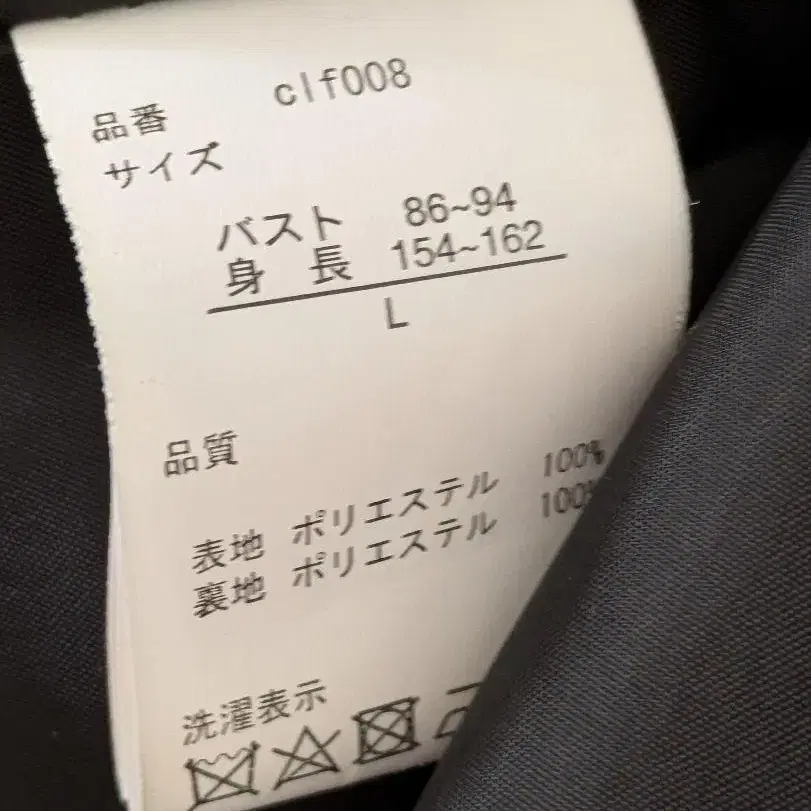 品番 clf008
サイズ
バスト 86~94
身長 154~162
L
品質
表地 ポリエステル 100%
裏地 ポリエステル 100%
洗濯表示